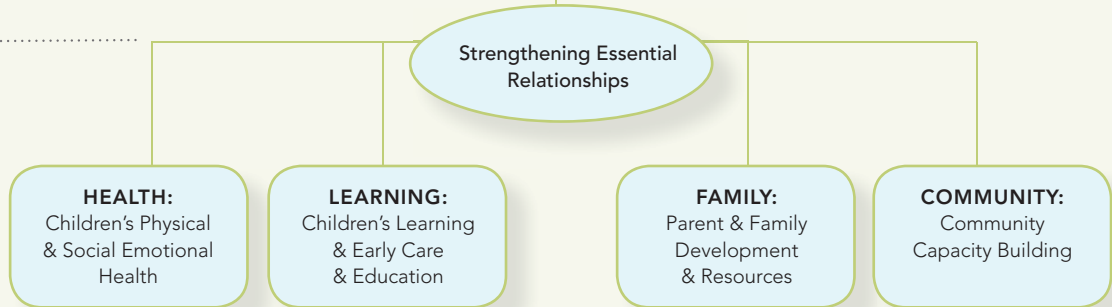 Strengthening Essential
Relationships
HEALTH:
Children’s Physical
& Social Emotional
Health
LEARNING:
Children’s Learning
& Early Care
& Education
FAMILY:
Parent & Family
Development
& Resources
COMMUNITY:
Community
Capacity Building